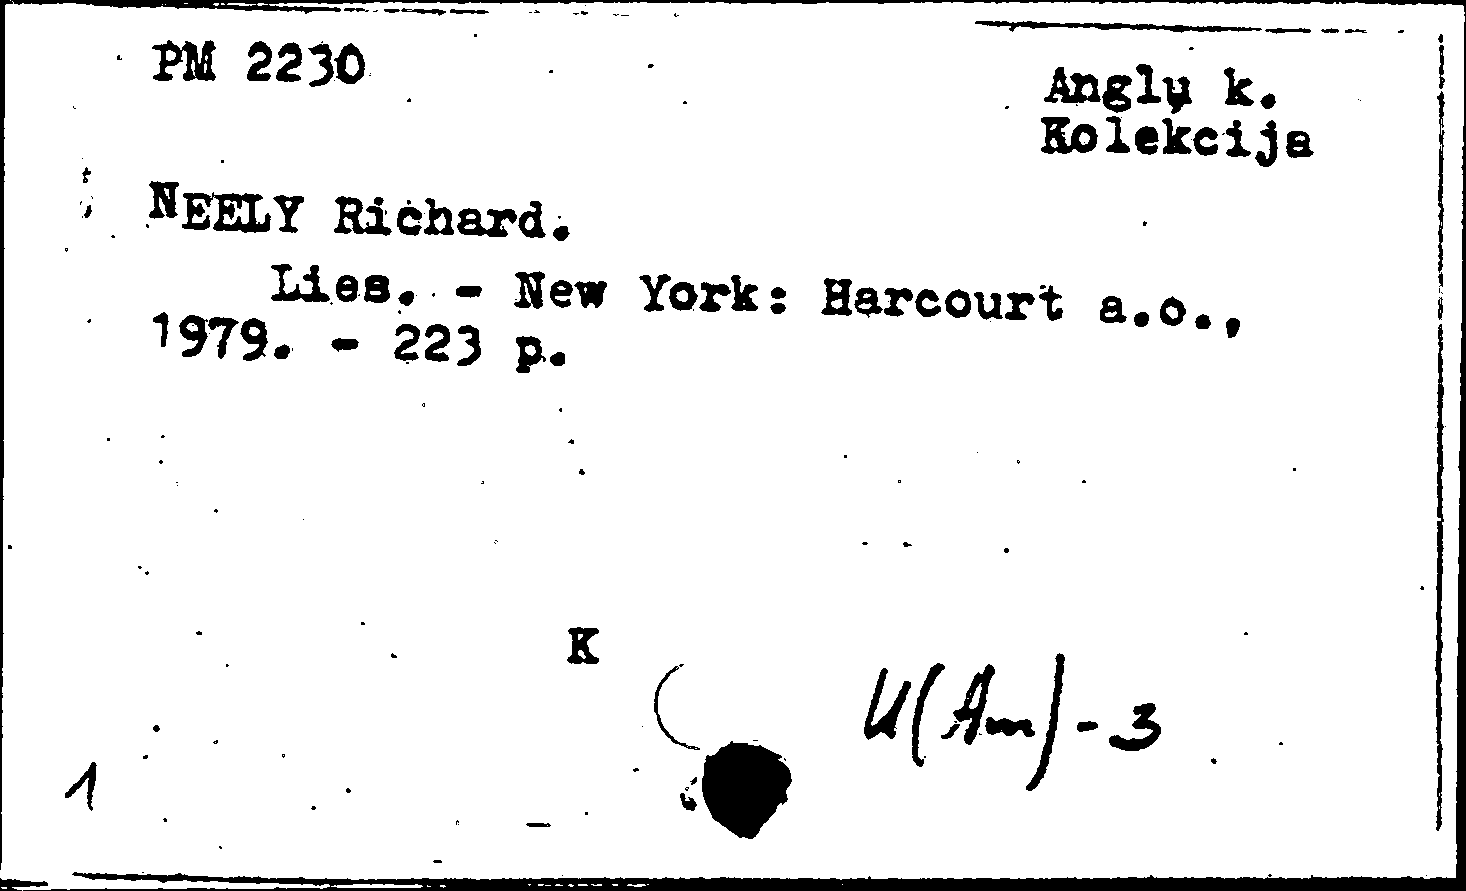 PM 2230
Anglų k.
Kolekcija
NEELY Richard.
Lies. - New York: Harcourt a.o.,
1979. - 223 p.
K
U(Am)-3
1